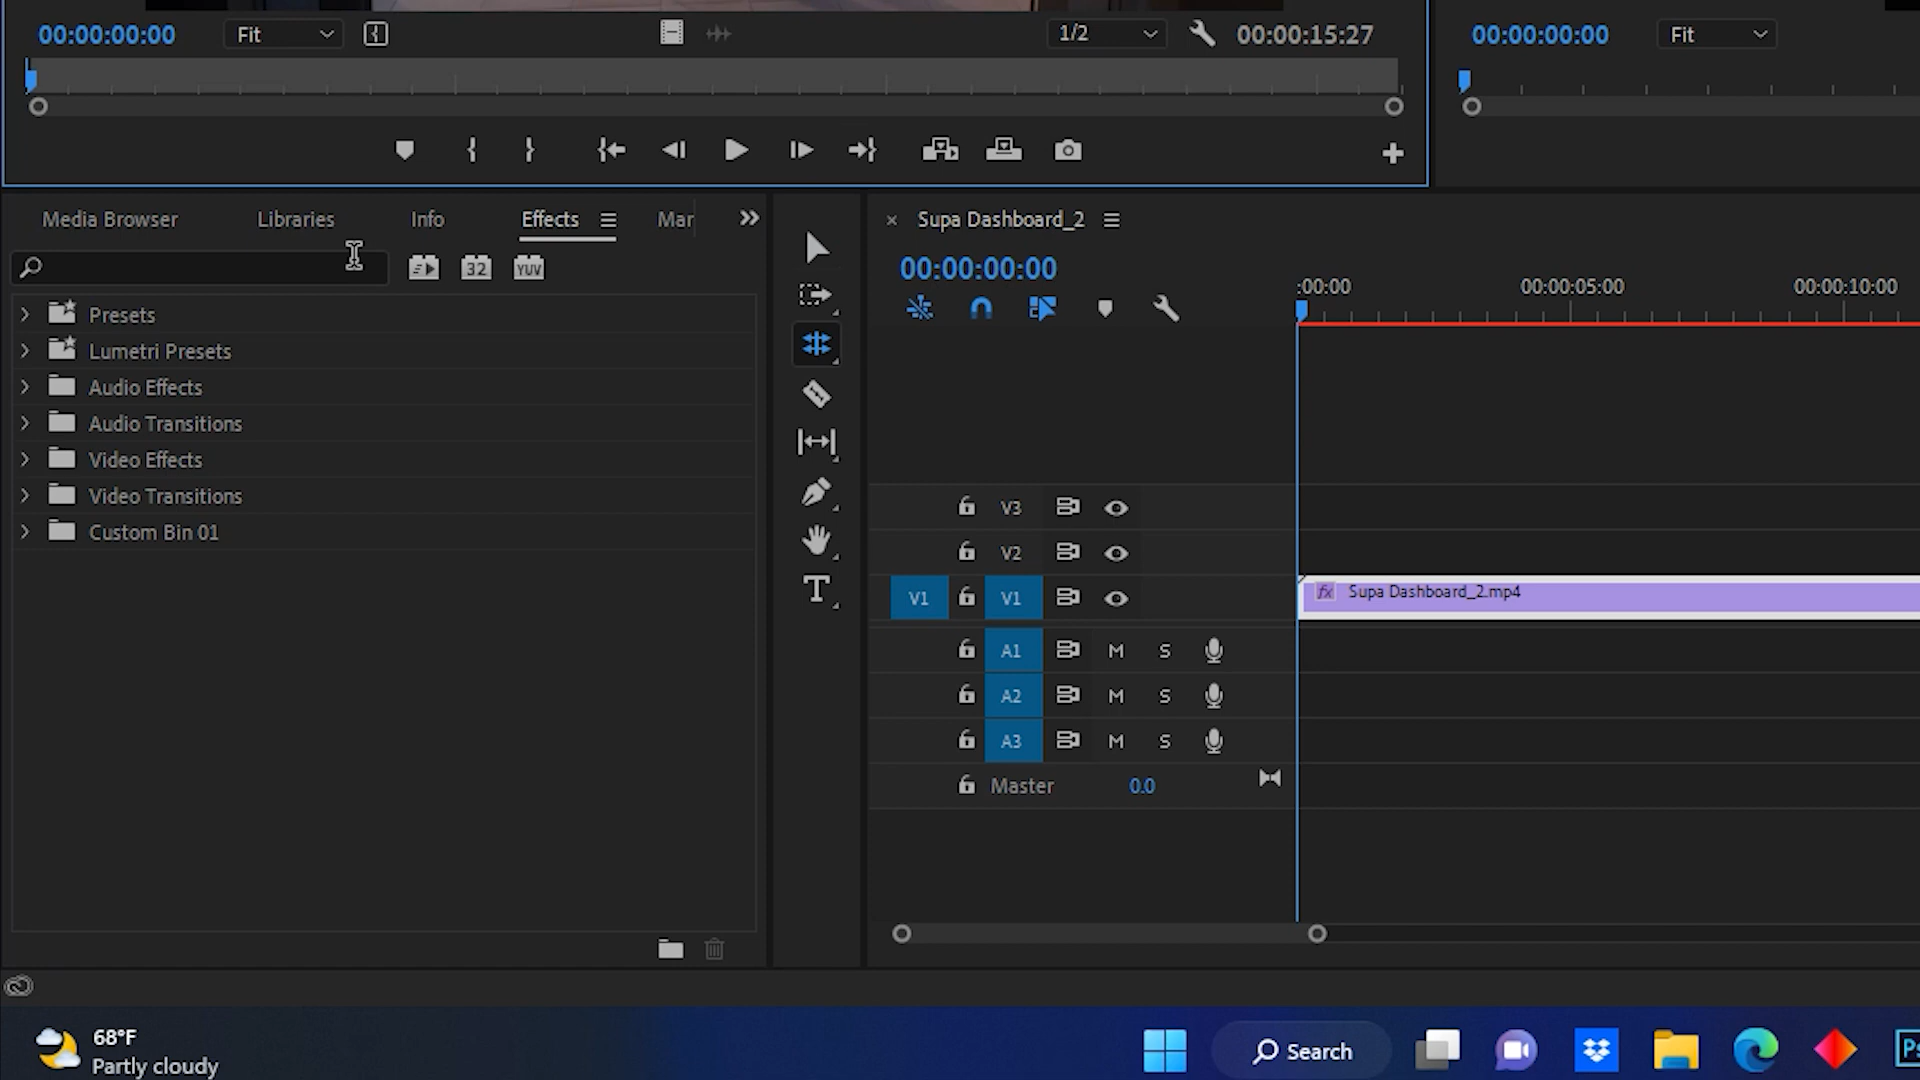 00:00:00:00
Fit
1/2
00:00:15:27
00:00:00:00
Fit
Media Browser
Libraries
Info
Effects
Mar
32
YUV
Presets
Lumetri Presets
Audio Effects
Audio Transitions
Video Effects
Video Transitions
Custom Bin 01
T
Supa Dashboard_2
00:00:00:00
:00:00
00:00:05:00
00:00:10:00
V3
V2
V1
V1
fx Supa Dashboard_2.mp4
A1
M
S
A2
M
S
A3
M
S
Master
0.0
68°F
Partly cloudy
Search
Ps